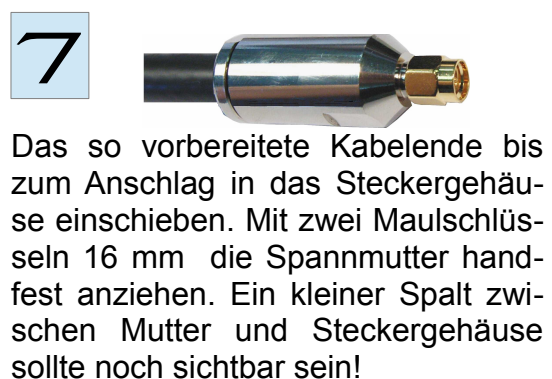 7
Das so vorbereitete Kabelende bis
zum Anschlag in das Steckergehäu-
se einschieben. Mit zwei Maulschlüs-
seln 16 mm  die Spannmutter hand-
fest anziehen. Ein kleiner Spalt zwi-
schen Mutter und Steckergehäuse
sollte noch sichtbar sein!